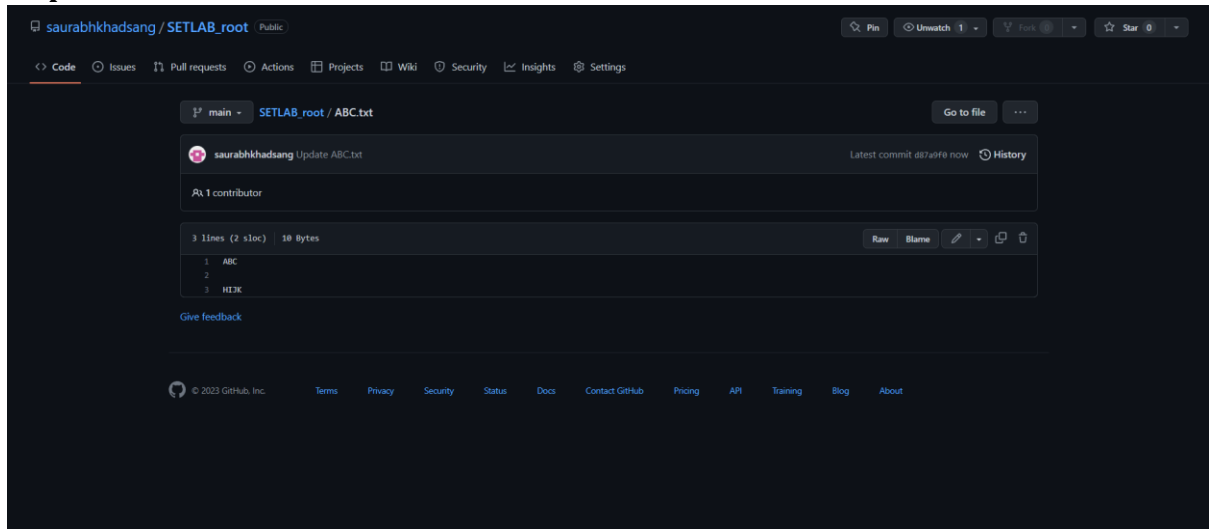 saurabhkhadsang / SETLAB_root Public Pin Unwatch 1 Fork 0 Star 0
<> Code Issues Pull requests Actions Projects Wiki Security Insights Settings
main SETLAB_root / ABC.txt Go to file ...
saurabhkhadsang Update ABC.txt Latest commit d87a9f0 now History
1 contributor
3 lines (2 sloc) 10 Bytes Raw Blame
1 ABC
2
3 HIJK
Give feedback
© 2023 GitHub, Inc. Terms Privacy Security Status Docs Contact GitHub Pricing API Training Blog About